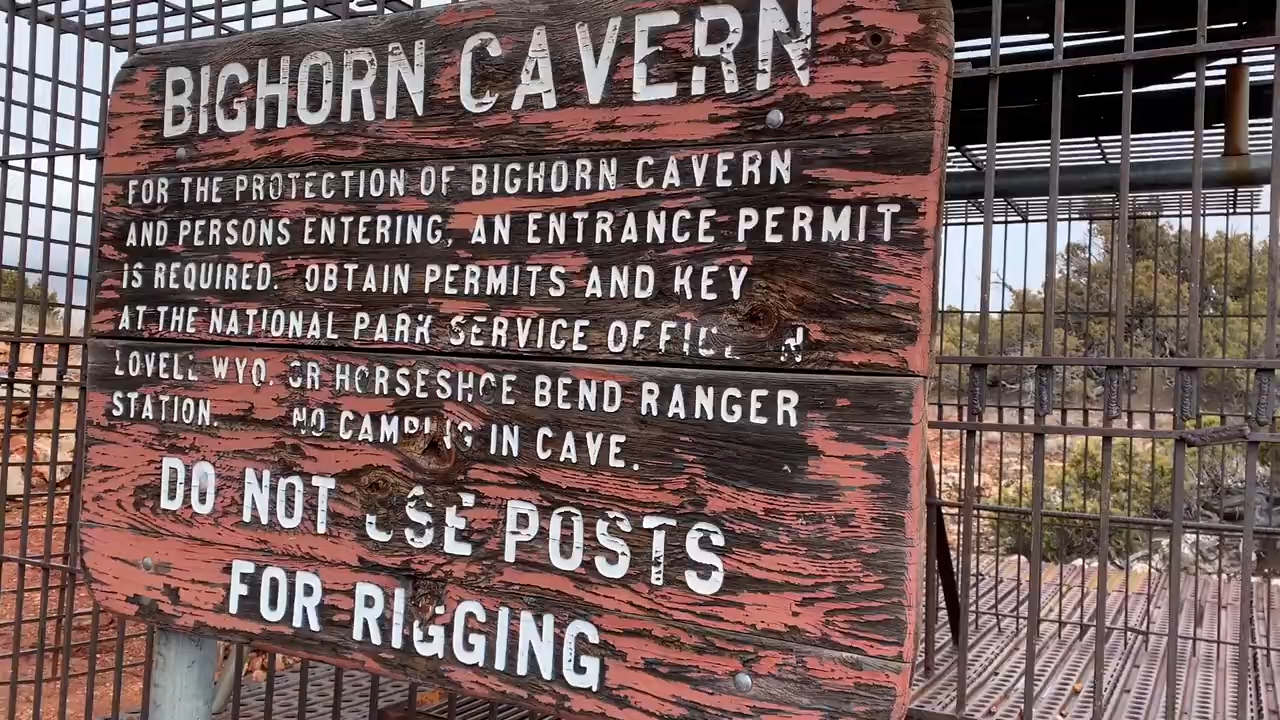 BIGHORN CAVERN
FOR THE PROTECTION OF BIGHORN CAVERN
AND PERSONS ENTERING, AN ENTRANCE PERMIT
IS REQUIRED. OBTAIN PERMITS AND KEY
AT THE NATIONAL PARK SERVICE OFFICE IN
LOVELL WYO. OR HORSESHOE BEND RANGER
STATION. NO CAMPING IN CAVE.
DO NOT USE POSTS
FOR RIGGING